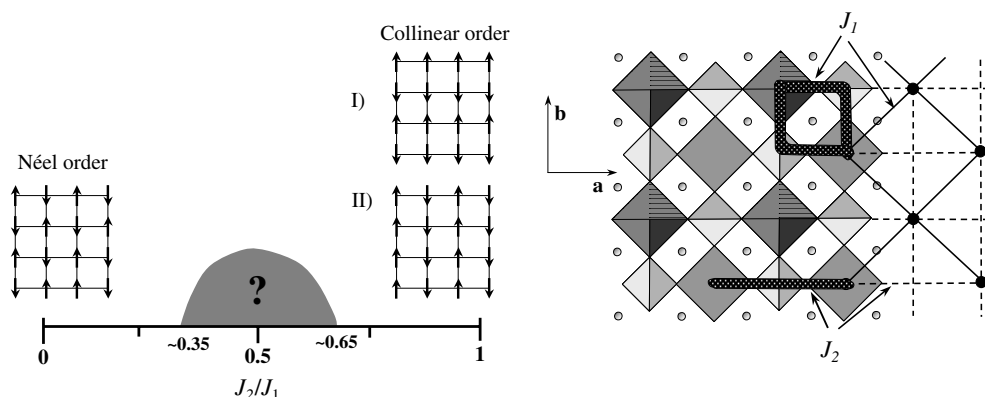 Collinear order
I)
Néel order
II)
?
~0.35
~0.65
0
0.5
1
J2/J1
J1
b
a
J2